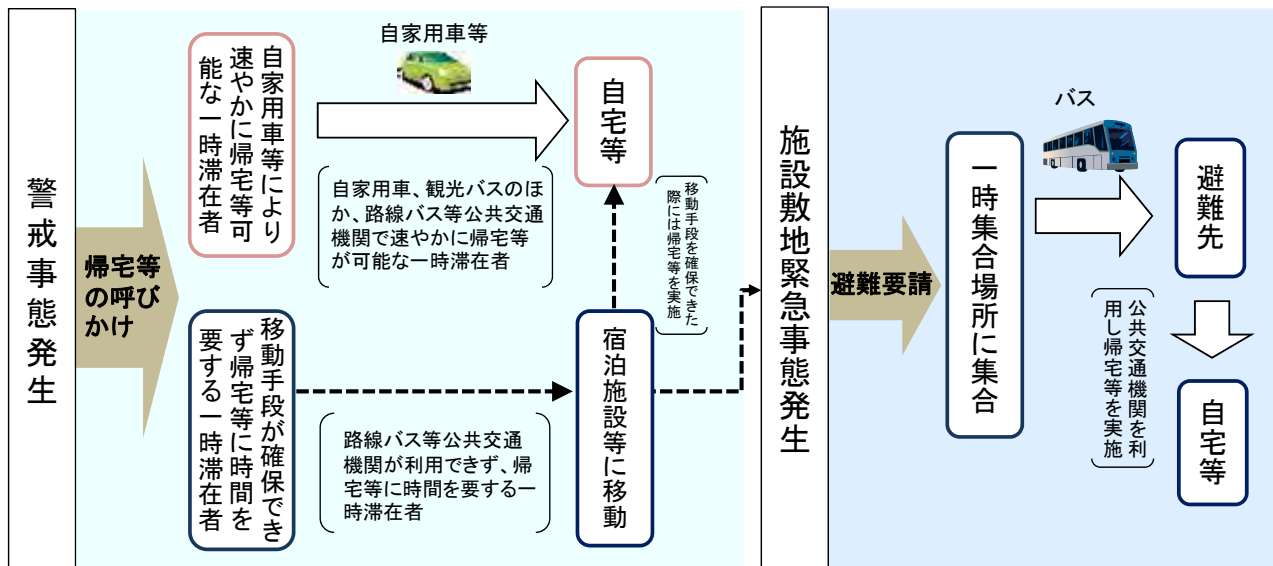 警戒事態発生
帰宅等
の呼び
かけ
自家用車等により
速やかに帰宅等可
能な一時滞在者
自家用車等
自家用車、観光バスのほ
か、路線バス等公共交通
機関で速やかに帰宅等
が可能な一時滞在者
自宅等
移動手段を確保できた
際には帰宅等を実施
移動手段が確保でき
ず帰宅等に時間を
要する一時滞在者
路線バス等公共交通
機関が利用できず、帰
宅等に時間を要する一
時滞在者
宿泊施設等に移動
施設敷地緊急事態発生
避難要請
一時集合場所に集合
バス
避難先
公共交通機関を利
用し帰宅等を実施
自宅等